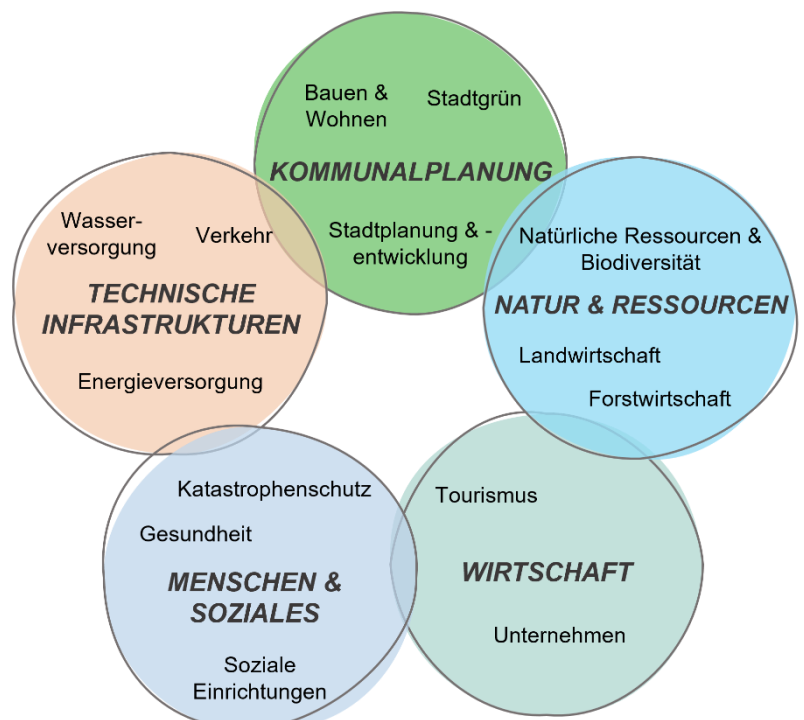 Bauen &
Wohnen
Stadtgrün
KOMMUNALPLANUNG
Stadtplanung & -
entwicklung
Wasser-
versorgung
Verkehr
TECHNISCHE
INFRASTRUKTUREN
Energieversorgung
Natürliche Ressourcen &
Biodiversität
NATUR & RESSOURCEN
Landwirtschaft
Forstwirtschaft
Katastrophenschutz
Gesundheit
MENSCHEN &
SOZIALES
Soziale
Einrichtungen
Tourismus
WIRTSCHAFT
Unternehmen